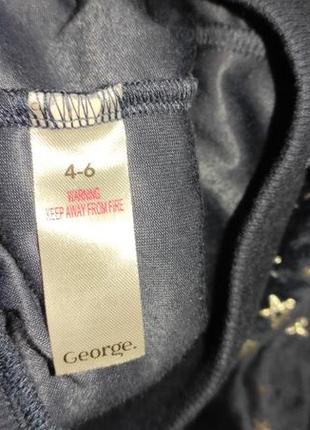 4-6
WARNING
KEEP AWAY FROM FIRE
George.